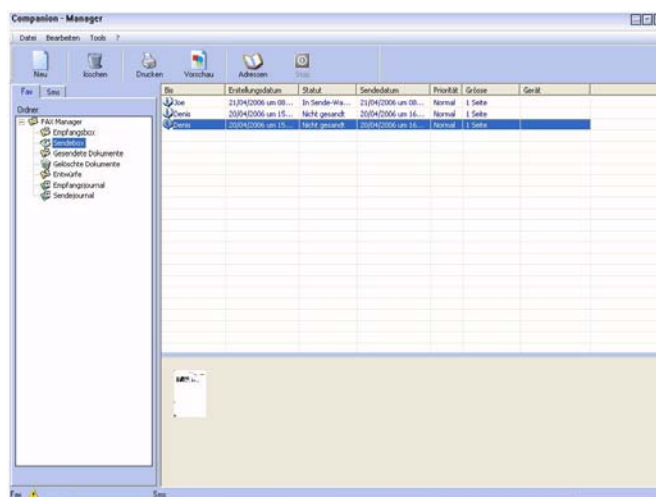 Companion - Manager
Datei Bearbeiten Tools ?
Neu löschen Drucken Vorschau Adressen Stop
Fax Sms
Ordner:
FAX Manager
Empfangsbox
Sendebox
Gesendete Dokumente
Gelöschte Dokumente
Entwürfe
Empfangsjournal
Sendejournal
Bis Erstellungsdatum Statut Sendedatum Priorität Grösse Gerät
Joe 21/04/2006 um 08... In Sende-Wa... 21/04/2006 um 08... Normal 1 Seite
Denis 20/04/2006 um 15... Nicht gesandt 20/04/2006 um 16... Normal 1 Seite
Denis 20/04/2006 um 15... Nicht gesandt 20/04/2006 um 16... Normal 1 Seite
Fax Sms